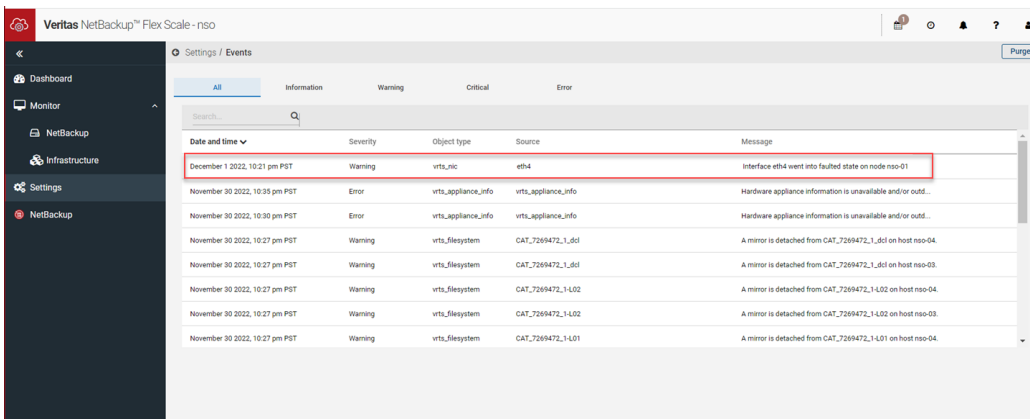 Veritas NetBackup™ Flex Scale - nso
1
?
«
Settings / Events
Purge
Dashboard
Monitor
NetBackup
Infrastructure
Settings
NetBackup
All Information Warning Critical Error
Search...
Date and time Severity Object type Source Message
December 1 2022, 10:21 pm PST Warning vrts_nic eth4 Interface eth4 went into faulted state on node nso-01
November 30 2022, 10:35 pm PST Error vrts_appliance_info vrts_appliance_info Hardware appliance information is unavailable and/or outd...
November 30 2022, 10:30 pm PST Error vrts_appliance_info vrts_appliance_info Hardware appliance information is unavailable and/or outd...
November 30 2022, 10:27 pm PST Warning vrts_filesystem CAT_7269472_1_dcl A mirror is detached from CAT_7269472_1_dcl on host nso-04.
November 30 2022, 10:27 pm PST Warning vrts_filesystem CAT_7269472_1_dcl A mirror is detached from CAT_7269472_1_dcl on host nso-03.
November 30 2022, 10:27 pm PST Warning vrts_filesystem CAT_7269472_1-L02 A mirror is detached from CAT_7269472_1-L02 on host nso-04.
November 30 2022, 10:27 pm PST Warning vrts_filesystem CAT_7269472_1-L02 A mirror is detached from CAT_7269472_1-L02 on host nso-03.
November 30 2022, 10:27 pm PST Warning vrts_filesystem CAT_7269472_1-L01 A mirror is detached from CAT_7269472_1-L01 on host nso-04.